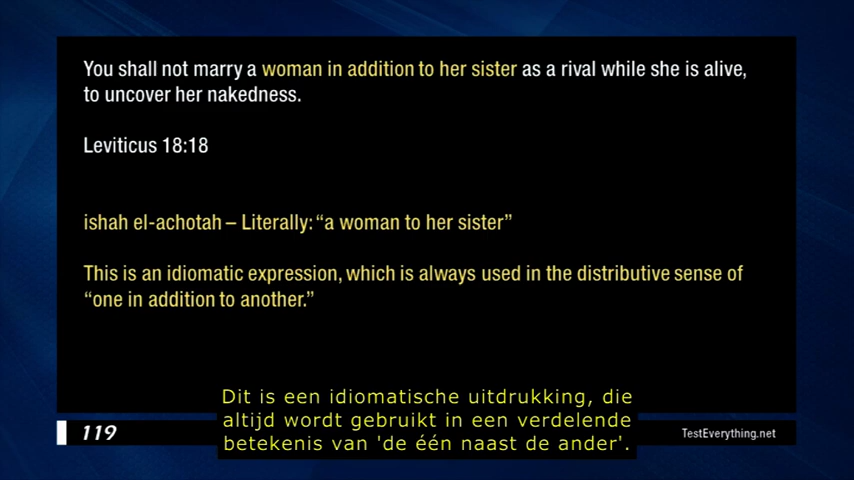 You shall not marry a woman in addition to her sister as a rival while she is alive,
to uncover her nakedness.
Leviticus 18:18
ishah el-achotah – Literally: “a woman to her sister”
This is an idiomatic expression, which is always used in the distributive sense of
“one in addition to another.”
Dit is een idiomatische uitdrukking, die
altijd wordt gebruikt in een verdelende
betekenis van 'de één naast de ander'.
119
TestEverything.net